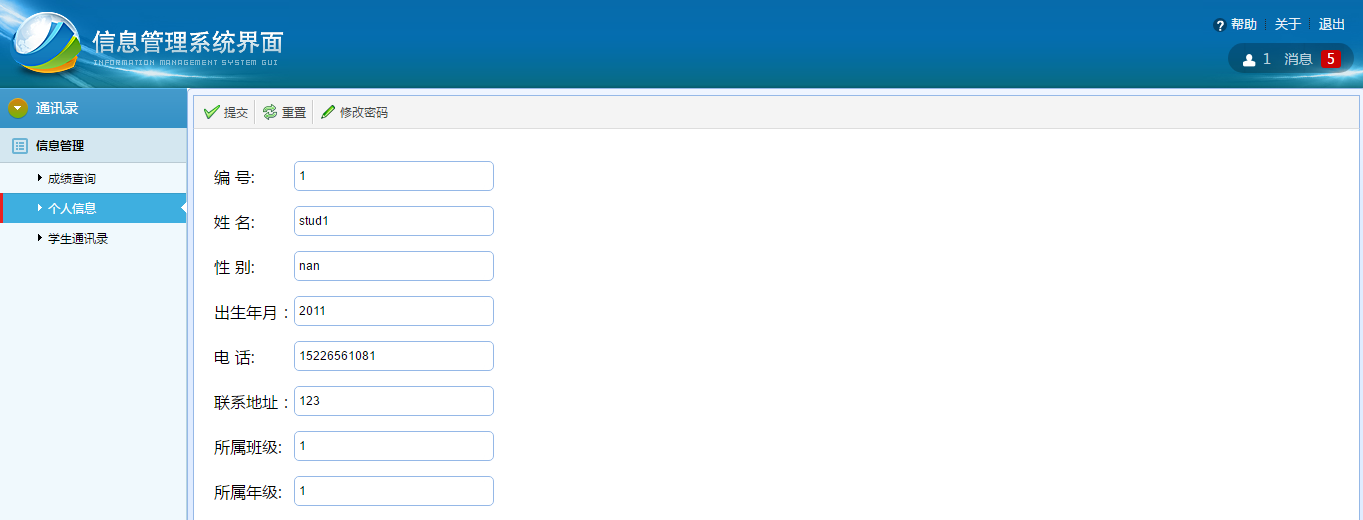 信息管理系统界面
INFORMATION MANAGEMENT SYSTEM GUI
帮助 关于 退出
1 消息 5
通讯录
信息管理
成绩查询
个人信息
学生通讯录
提交 重置 修改密码
编 号: 1
姓 名: stud1
性 别: nan
出生年月： 2011
电 话: 15226561081
联系地址： 123
所属班级: 1
所属年级: 1